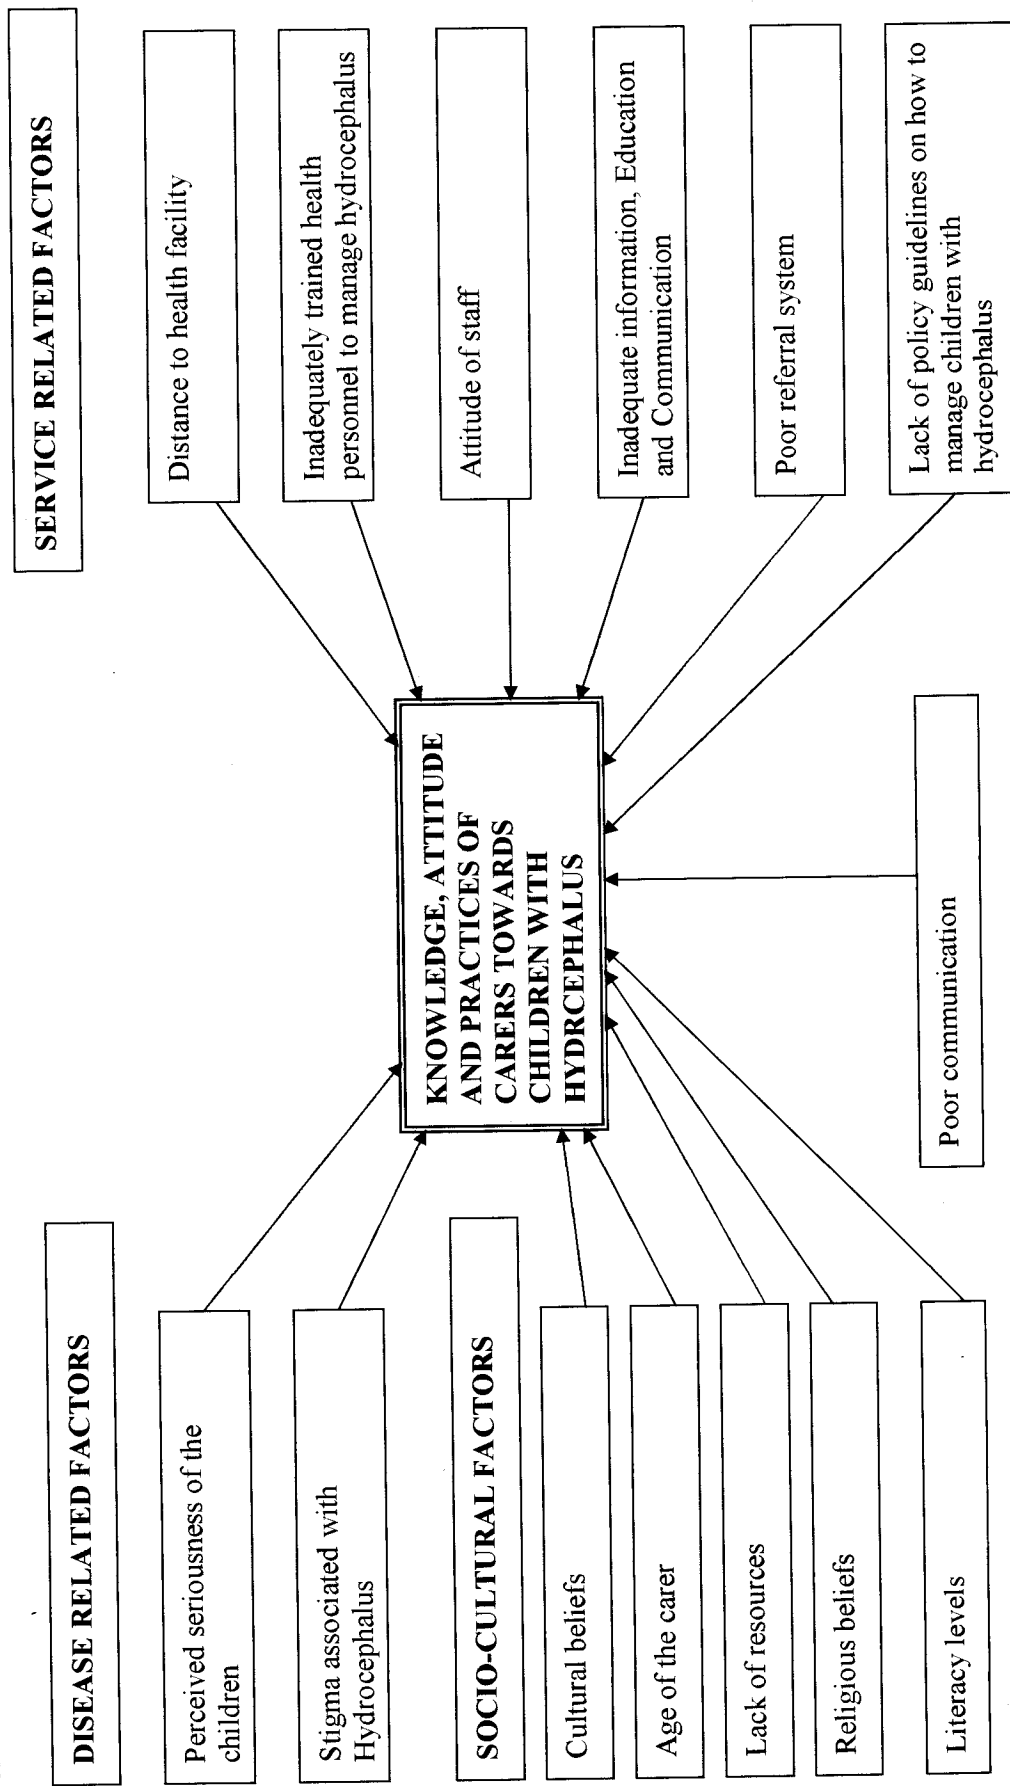 DISEASE RELATED FACTORS
Perceived seriousness of the
children
Stigma associated with
Hydrocephalus
SOCIO-CULTURAL FACTORS
Cultural beliefs
Age of the carer
Lack of resources
Religious beliefs
Literacy levels
KNOWLEDGE, ATTITUDE
AND PRACTICES OF
CARERS TOWARDS
CHILDREN WITH
HYDRCEPHALUS
Poor communication
SERVICE RELATED FACTORS
Distance to health facility
Inadequately trained health
personnel to manage hydrocephalus
Attitude of staff
Inadequate information, Education
and Communication
Poor referral system
Lack of policy guidelines on how to
manage children with
hydrocephalus